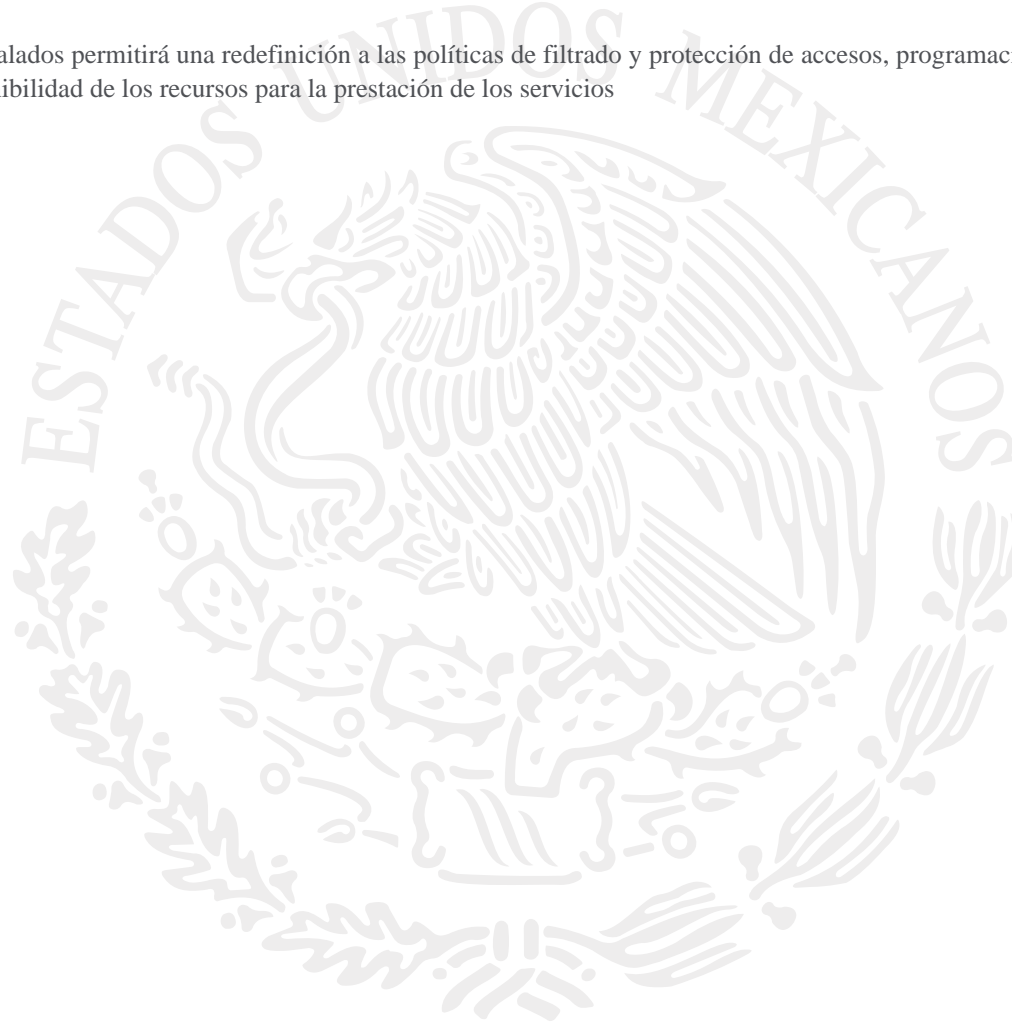 alados permitirá una redefinición a las políticas de filtrado y protección de accesos, programaci
ibilidad de los recursos para la prestación de los servicios
ESTADOS UNIDOS MEXICANOS